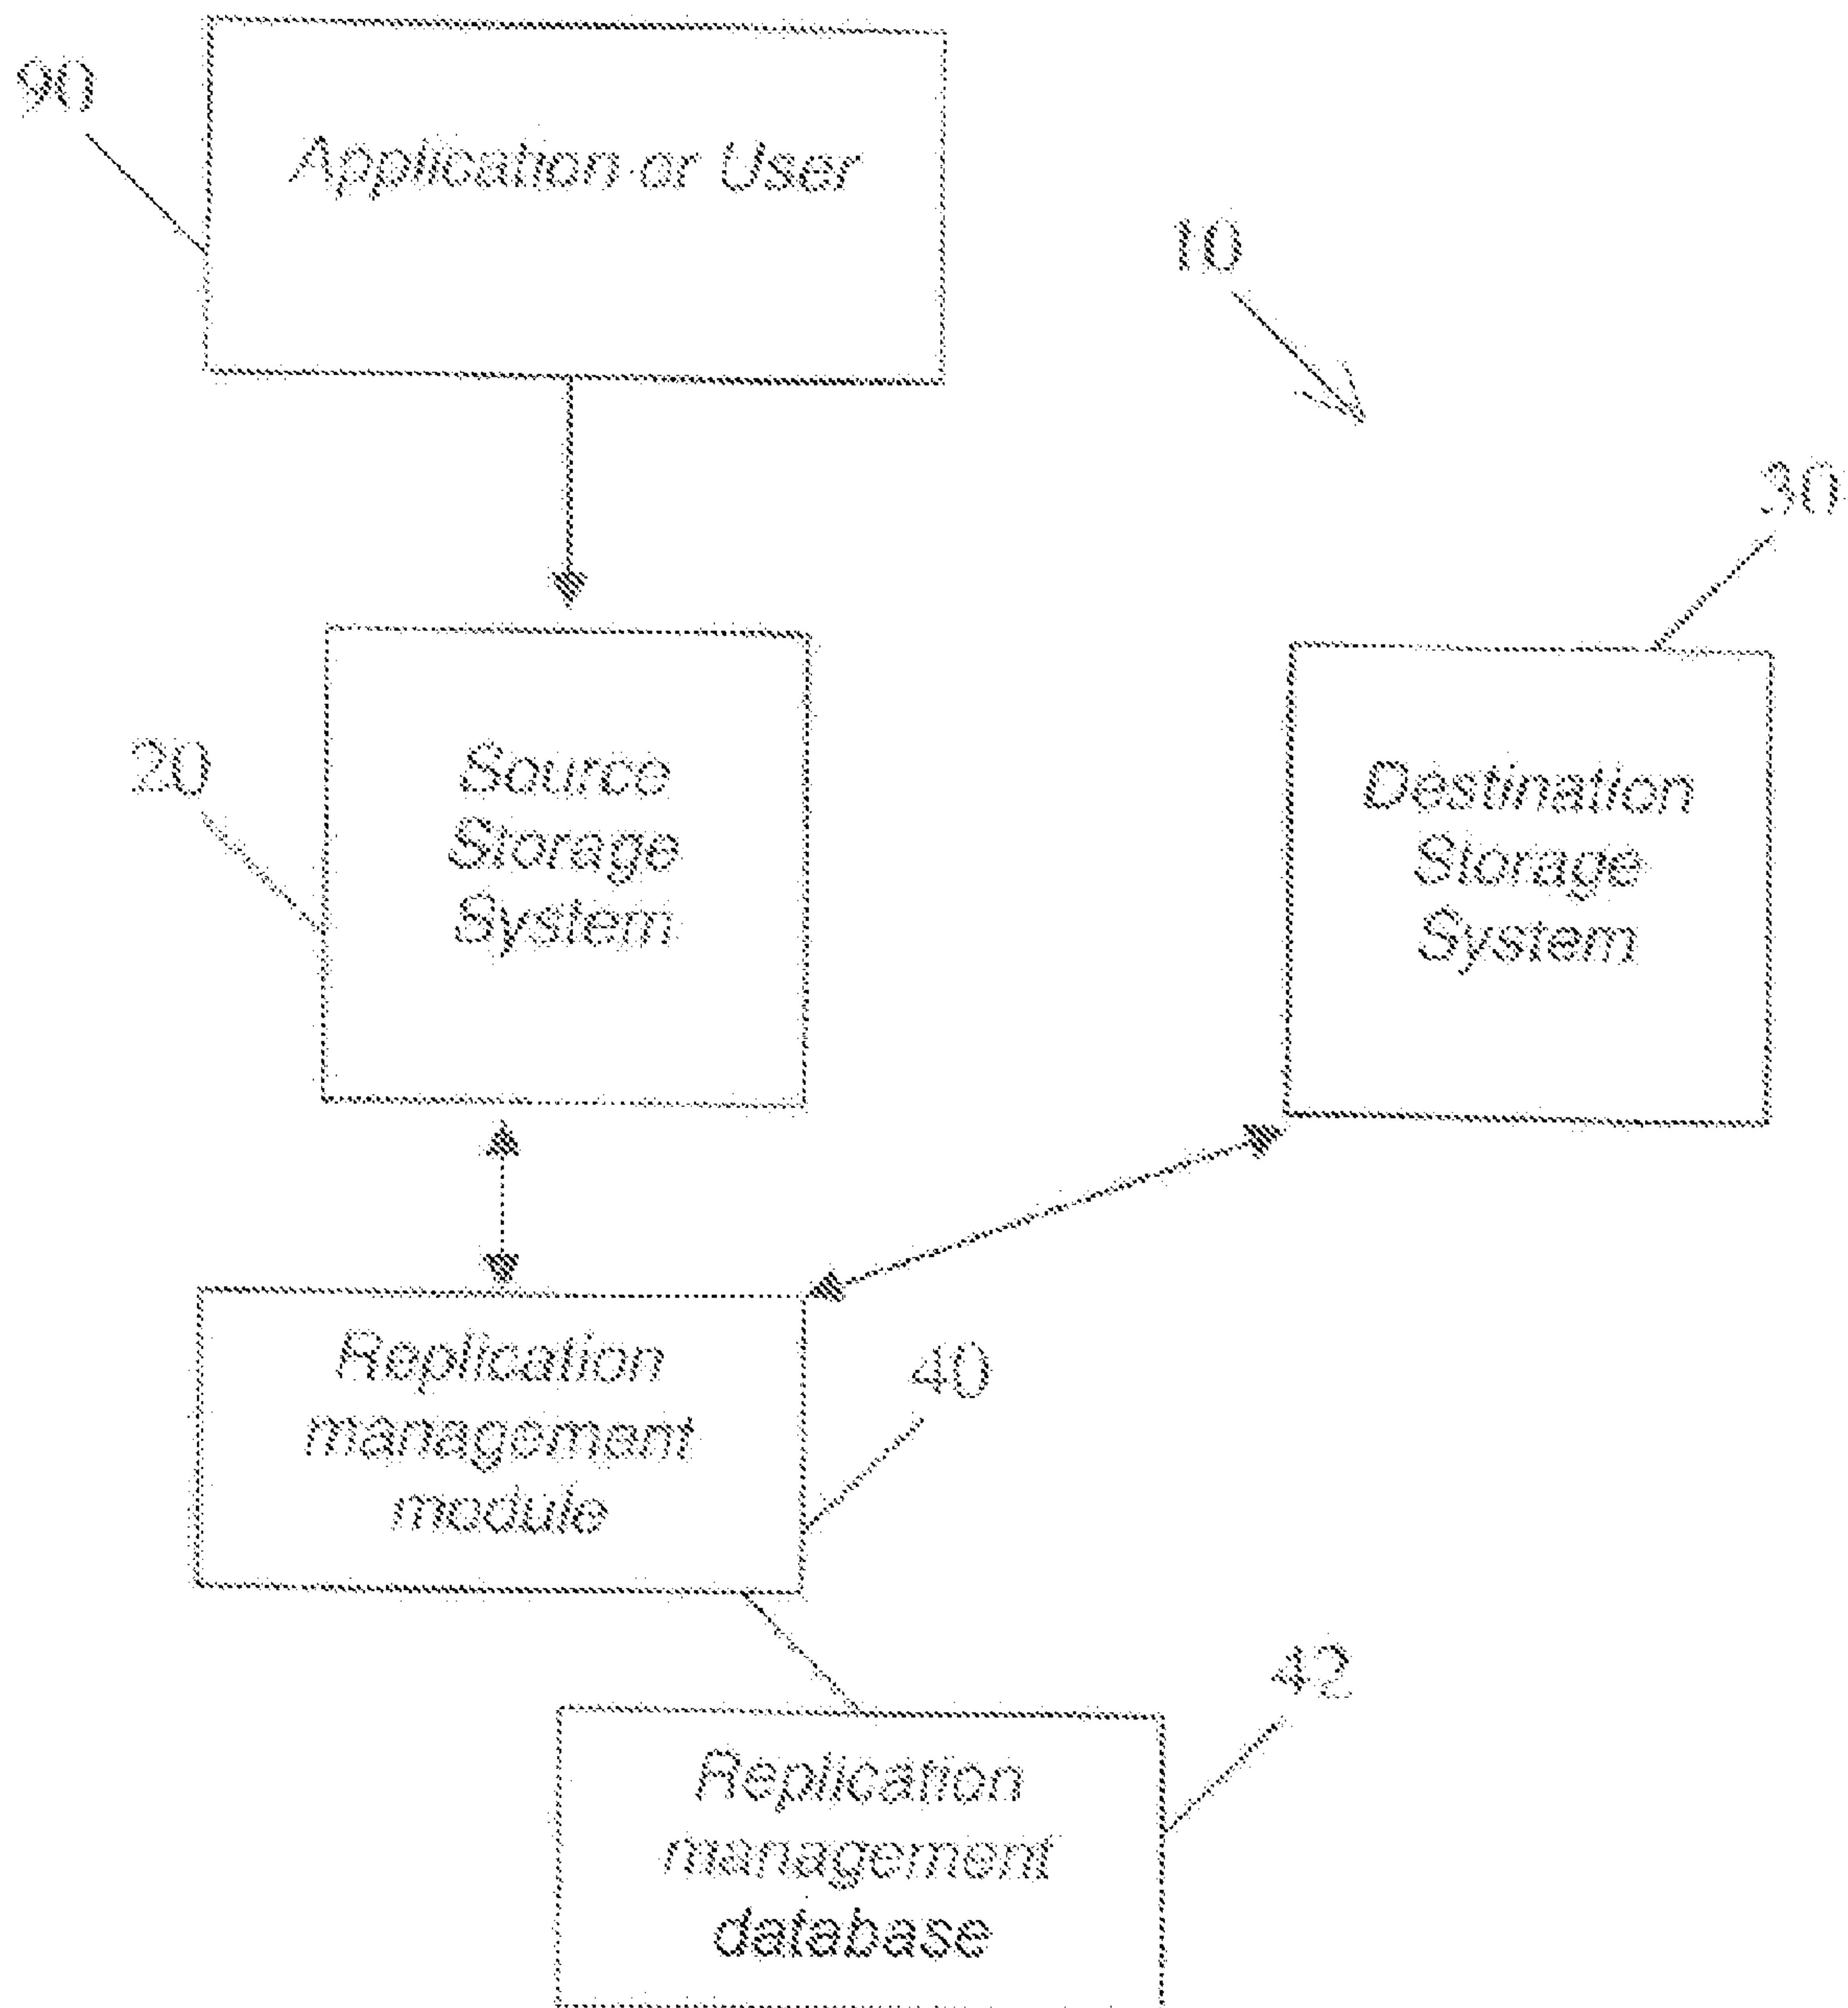 90
Application or User
10
30
20
Source
Storage
System
Destination
Storage
System
Replication
management
module
40
42
Replication
management
database